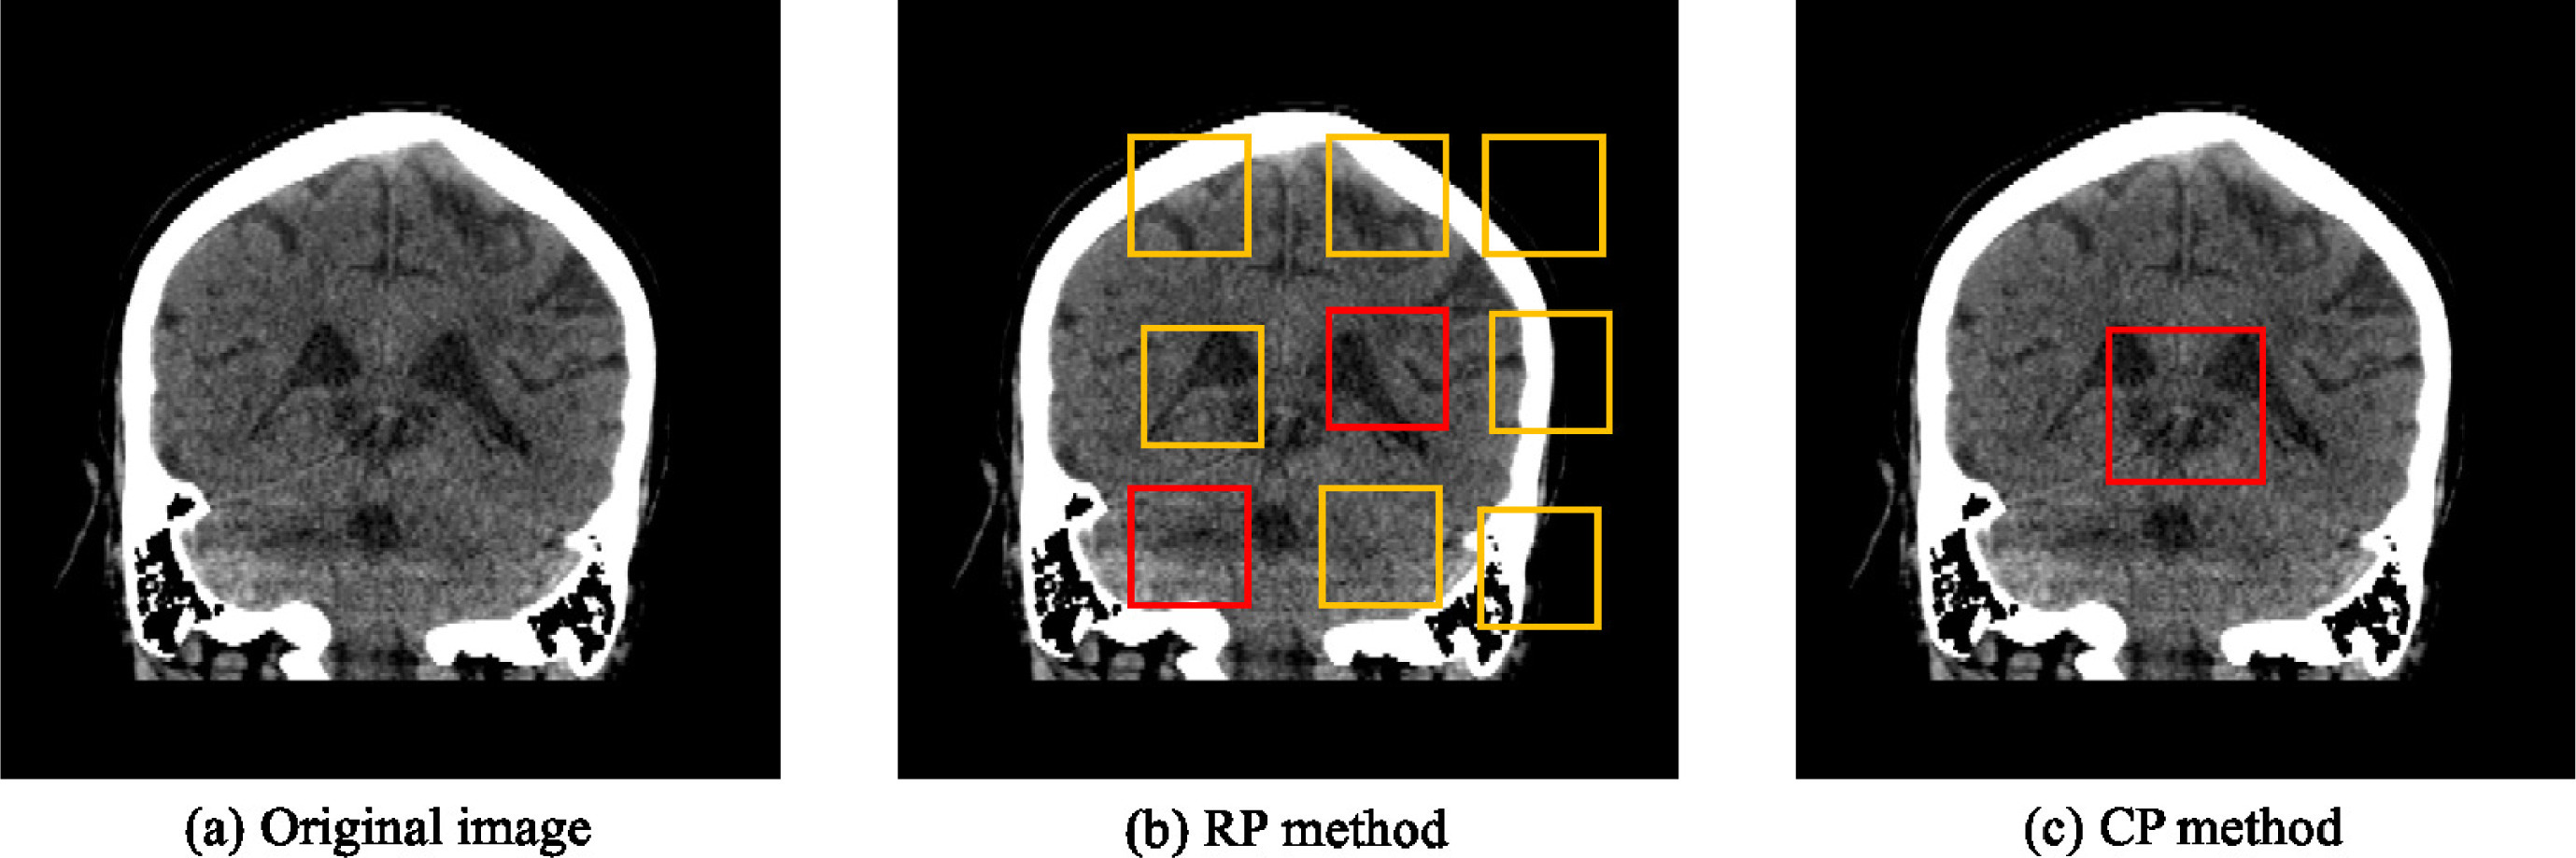 (a) Original image
(b) RP method
(c) CP method